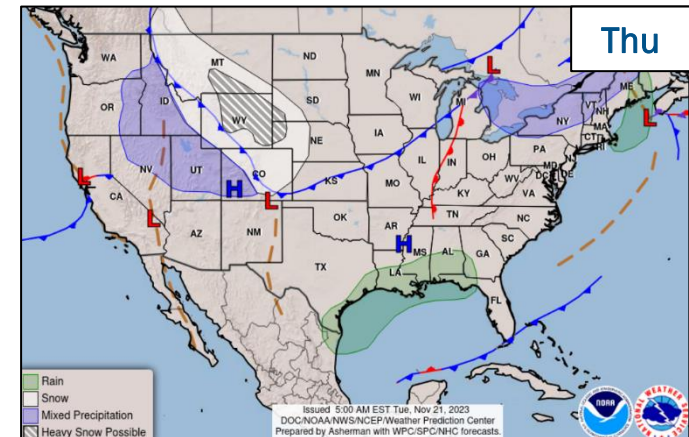 Thu
WA
MT
ND
MN
ME
OR
ID
SD
WI
MI
VT
NH
NY
MA
CT
RI
WY
NE
IA
PA
NV
UT
CO
KS
MO
IL
IN
OH
MD
DC
DE
NJ
WV
VA
KY
CA
AZ
NM
OK
AR
TN
NC
SC
TX
LA
MS
AL
GA
FL
L
L
L
L
L
H
H
Rain
Snow
Mixed Precipitation
Heavy Snow Possible
Issued 5:00 AM EST Tue, Nov 21, 2023
DOC/NOAA/NWS/NCEP/Weather Prediction Center
Prepared by Asherman with WPC/SPC/NHC forecasts.
NOAA